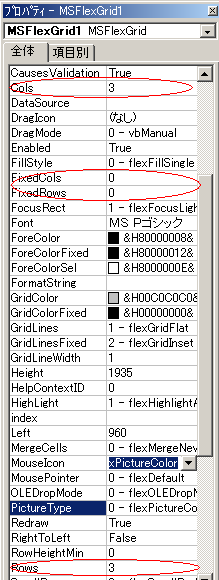 ﾌﾟﾛﾊﾟﾃｨ - MSFlexGrid1
MSFlexGrid1 MSFlexGrid
全体 項目別
CausesValidation True
Cols 3
DataSource
DragIcon (なし)
DragMode 0 - vbManual
Enabled True
FillStyle 0 - flexFillSingle
FixedCols 0
FixedRows 0
FocusRect 1 - flexFocusLigh
Font MS Pゴシック
ForeColor &H80000008&
ForeColorFixed &H80000012&
ForeColorSel &H8000000E&
FormatString
GridColor &H00C0C0C0&
GridColorFixed &H00000000&
GridLines 1 - flexGridFlat
GridLinesFixed 2 - flexGridInset
GridLineWidth 1
Height 1935
HelpContextID 0
HighLight 1 - flexHighlightA
index
Left 960
MergeCells 0 - flexMergeNev
MouseIcon xPictureColor
MousePointer 0 - flexDefault
OLEDropMode 0 - flexOLEDropN
PictureType 0 - flexPictureCo
Redraw True
RightToLeft False
RowHeightMin 0
Rows 3